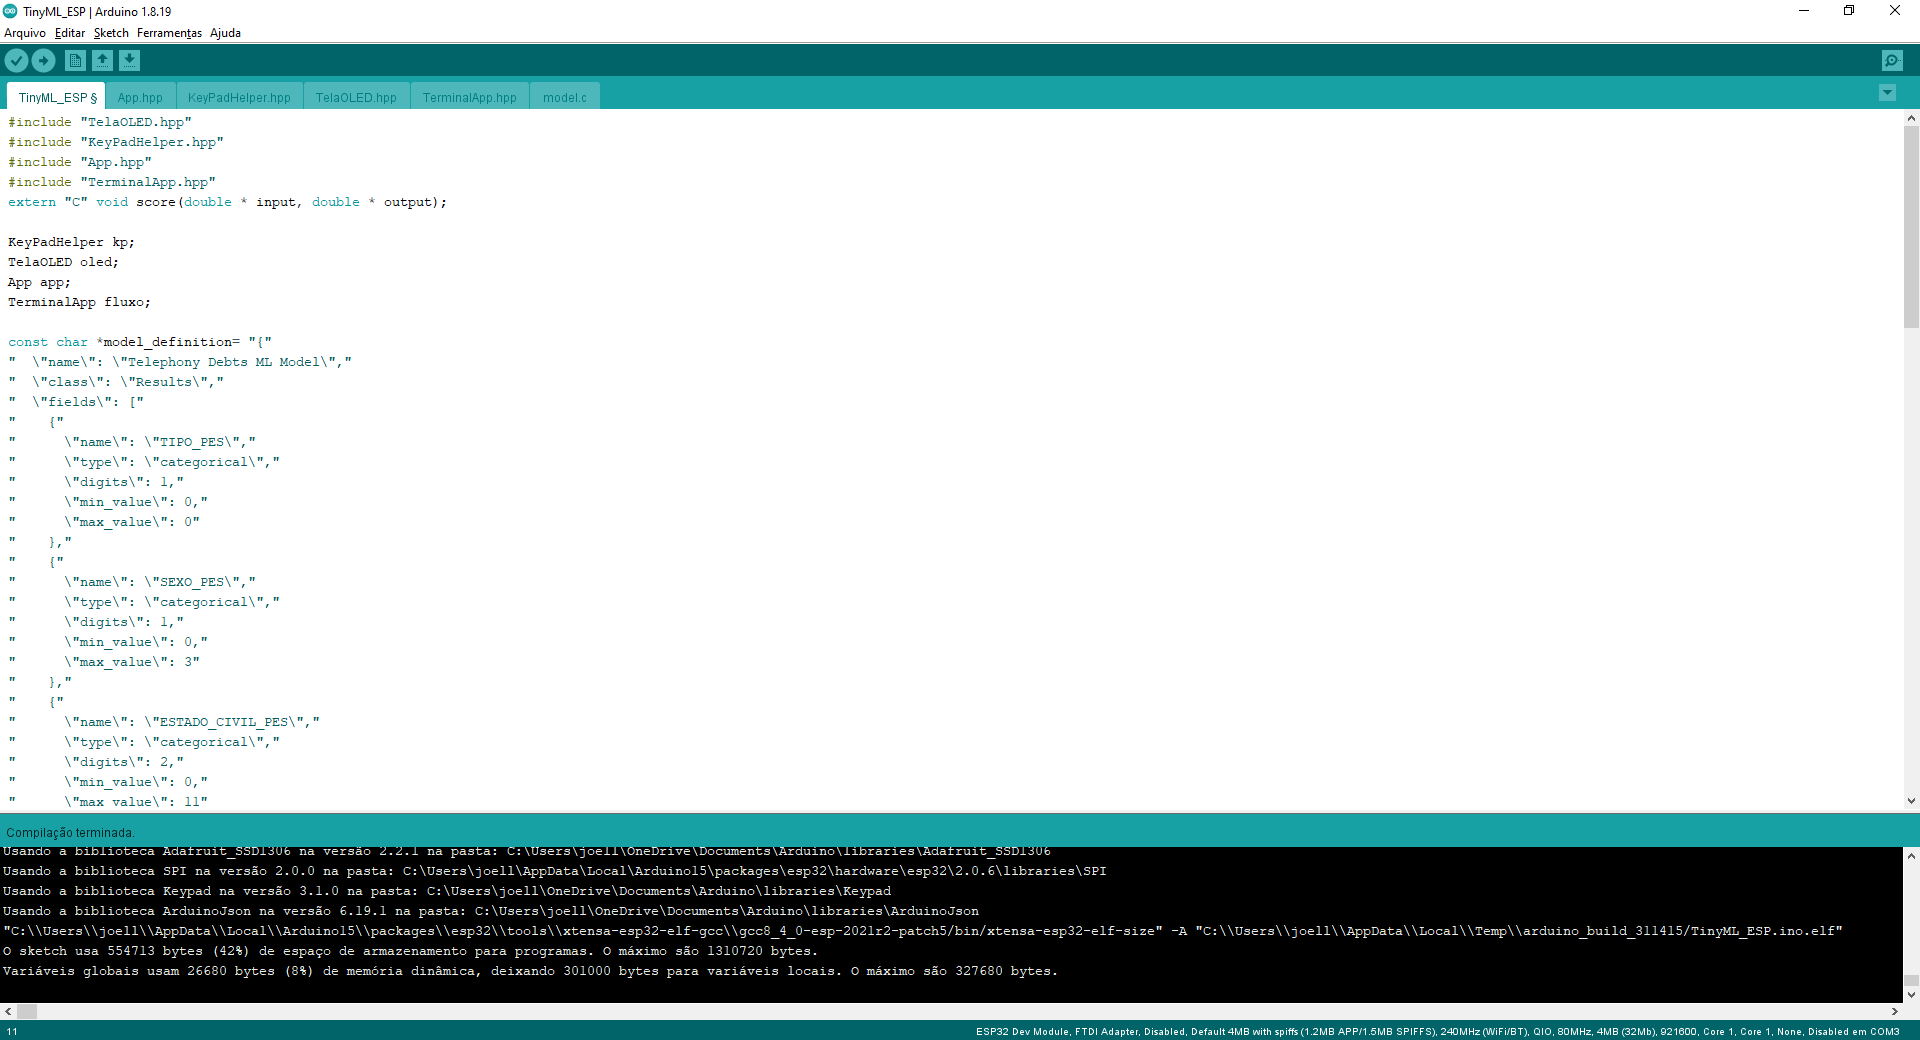 TinyML_ESP | Arduino 1.8.19
Arquivo Editar Sketch Ferramentas Ajuda
TinyML_ESP § App.hpp KeyPadHelper.hpp TelaOLED.hpp TerminalApp.hpp model.c
#include "TelaOLED.hpp"
#include "KeyPadHelper.hpp"
#include "App.hpp"
#include "TerminalApp.hpp"
extern "C" void score(double * input, double * output);
KeyPadHelper kp;
TelaOLED oled;
App app;
TerminalApp fluxo;
const char *model_definition= "{"
"  \"name\": \"Telephony Debts ML Model\","
"  \"class\": \"Results\","
"  \"fields\": ["
"    {"
"      \"name\": \"TIPO_PES\","
"      \"type\": \"categorical\","
"      \"digits\": 1,"
"      \"min_value\": 0,"
"      \"max_value\": 0"
"    },"
"    {"
"      \"name\": \"SEXO_PES\","
"      \"type\": \"categorical\","
"      \"digits\": 1,"
"      \"min_value\": 0,"
"      \"max_value\": 3"
"    },"
"    {"
"      \"name\": \"ESTADO_CIVIL_PES\","
"      \"type\": \"categorical\","
"      \"digits\": 2,"
"      \"min_value\": 0,"
"      \"max_value\": 11"
Compilação terminada.
Usando a biblioteca Adafruit_SSD1306 na versão 2.2.1 na pasta: C:\Users\joell\OneDrive\Documents\Arduino\libraries\Adafruit_SSD1306
Usando a biblioteca SPI na versão 2.0.0 na pasta: C:\Users\joell\AppData\Local\Arduino15\packages\esp32\hardware\esp32\2.0.6\libraries\SPI
Usando a biblioteca Keypad na versão 3.1.0 na pasta: C:\Users\joell\OneDrive\Documents\Arduino\libraries\Keypad
Usando a biblioteca ArduinoJson na versão 6.19.1 na pasta: C:\Users\joell\OneDrive\Documents\Arduino\libraries\ArduinoJson
"C:\\Users\\joell\\AppData\\Local\\Arduino15\\packages\\esp32\\tools\\xtensa-esp32-elf-gcc\\gcc8_4_0-esp-2021r2-patch5/bin/xtensa-esp32-elf-size" -A "C:\\Users\\joell\\AppData\\Local\\Temp\\arduino_build_311415/TinyML_ESP.ino.elf"
O sketch usa 554713 bytes (42%) de espaço de armazenamento para programas. O máximo são 1310720 bytes.
Variáveis globais usam 26680 bytes (8%) de memória dinâmica, deixando 301000 bytes para variáveis locais. O máximo são 327680 bytes.
11 ESP32 Dev Module, FTDI Adapter, Disabled, Default 4MB with spiffs (1.2MB APP/1.5MB SPIFFS), 240MHz (WiFi/BT), QIO, 80MHz, 4MB (32Mb), 921600, Core 1, Core 1, None, Disabled em COM3